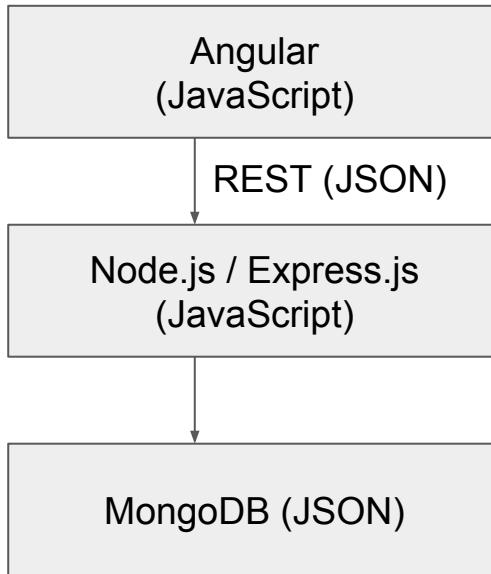 Angular
(JavaScript)
REST (JSON)
Node.js / Express.js
(JavaScript)
MongoDB (JSON)